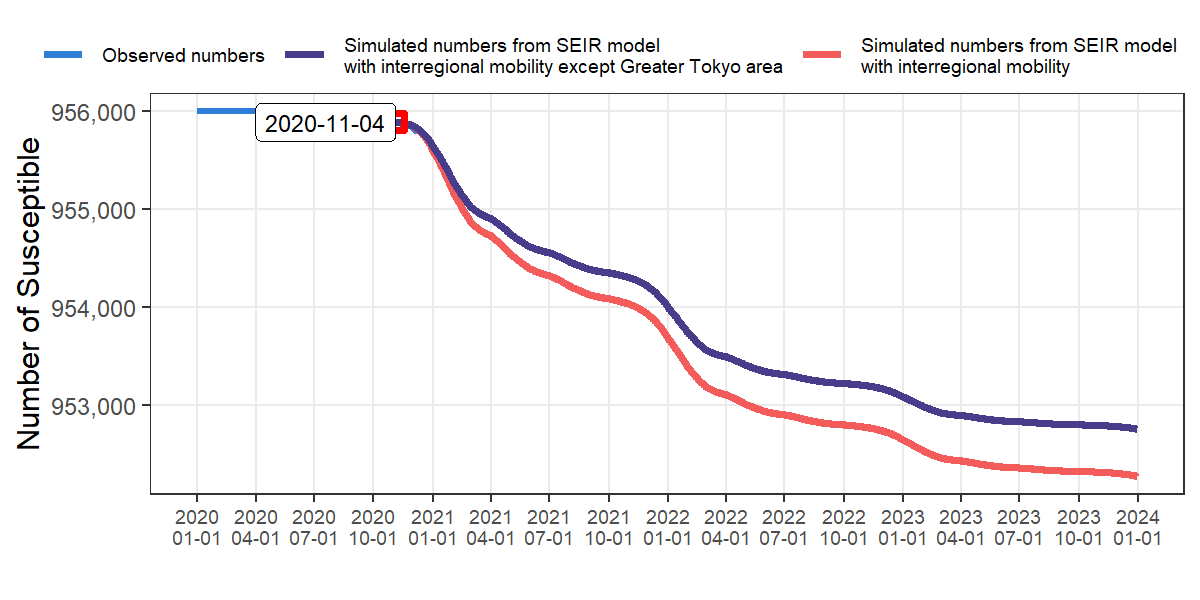 Observed numbers
Simulated numbers from SEIR model
with interregional mobility except Greater Tokyo area
Simulated numbers from SEIR model
with interregional mobility
Number of Susceptible
956,000
955,000
954,000
953,000
2020-11-04
2020 2020 2020 2020 2021 2021 2021 2021 2022 2022 2022 2022 2023 2023 2023 2023 2024
01-01 04-01 07-01 10-01 01-01 04-01 07-01 10-01 01-01 04-01 07-01 10-01 01-01 04-01 07-01 10-01 01-01